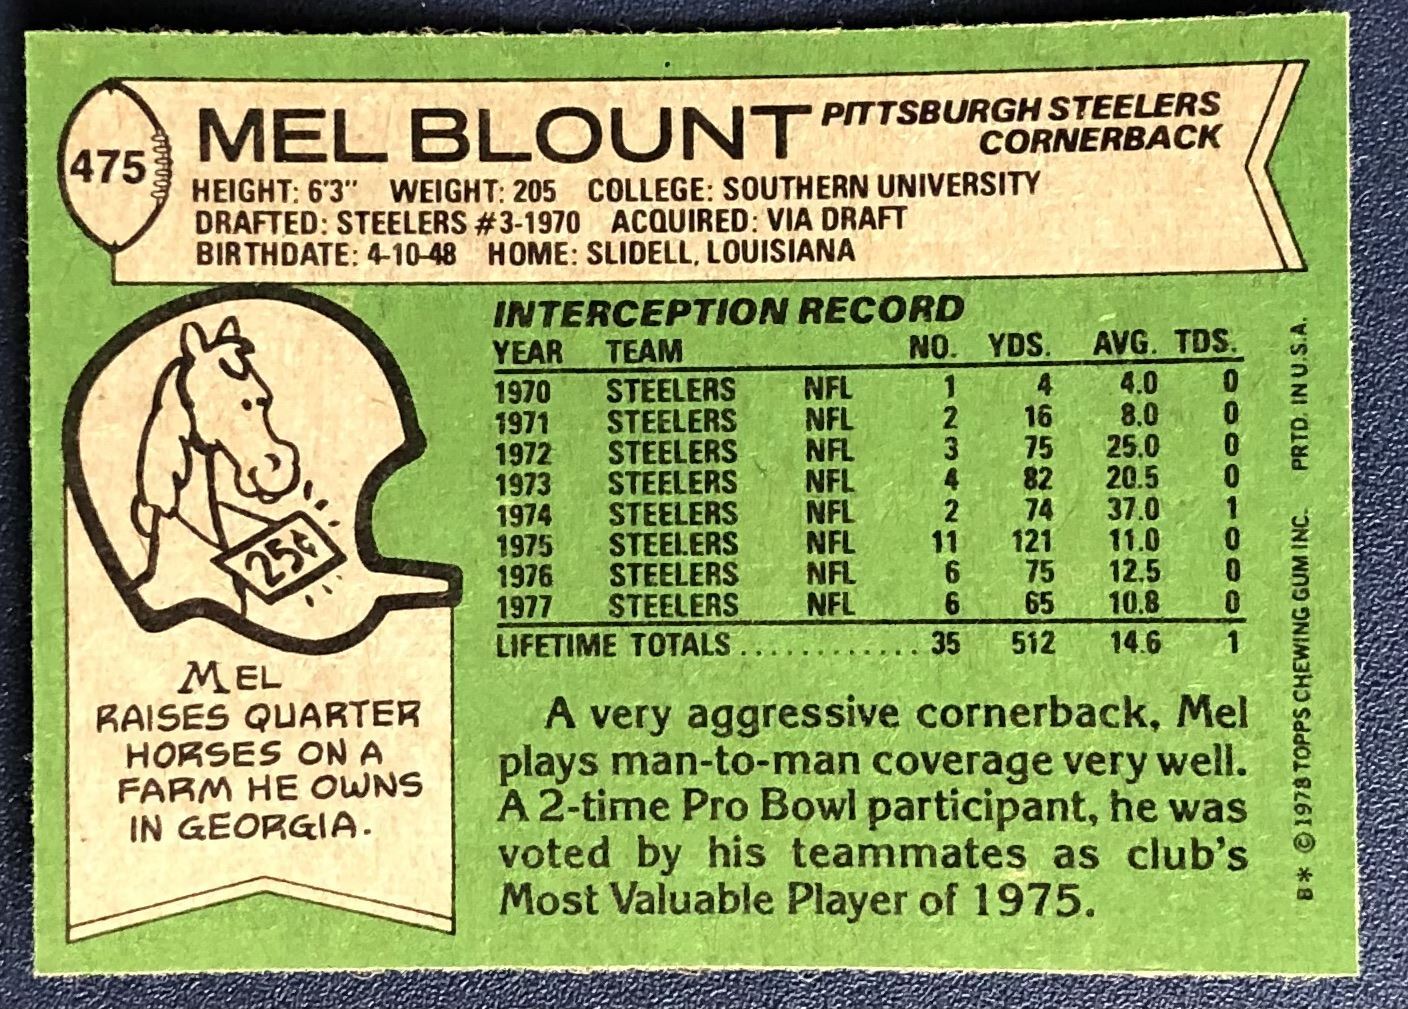 475
MEL BLOUNT
PITTSBURGH STEELERS
CORNERBACK
HEIGHT: 6'3" WEIGHT: 205 COLLEGE: SOUTHERN UNIVERSITY
DRAFTED: STEELERS #3-1970 ACQUIRED: VIA DRAFT
BIRTHDATE: 4-10-48 HOME: SLIDELL, LOUISIANA
25¢
MEL
RAISES QUARTER
HORSES ON A
FARM HE OWNS
IN GEORGIA.
INTERCEPTION RECORD
YEAR TEAM NO. YDS. AVG. TDS.
1970 STEELERS NFL 1 4 4.0 0
1971 STEELERS NFL 2 16 8.0 0
1972 STEELERS NFL 3 75 25.0 0
1973 STEELERS NFL 4 82 20.5 0
1974 STEELERS NFL 2 74 37.0 1
1975 STEELERS NFL 11 121 11.0 0
1976 STEELERS NFL 6 75 12.5 0
1977 STEELERS NFL 6 65 10.8 0
LIFETIME TOTALS ............ 35 512 14.6 1
A very aggressive cornerback, Mel
plays man-to-man coverage very well.
A 2-time Pro Bowl participant, he was
voted by his teammates as club's
Most Valuable Player of 1975.
B* ©1978 TOPPS CHEWING GUM INC. PRTD. IN U.S.A.